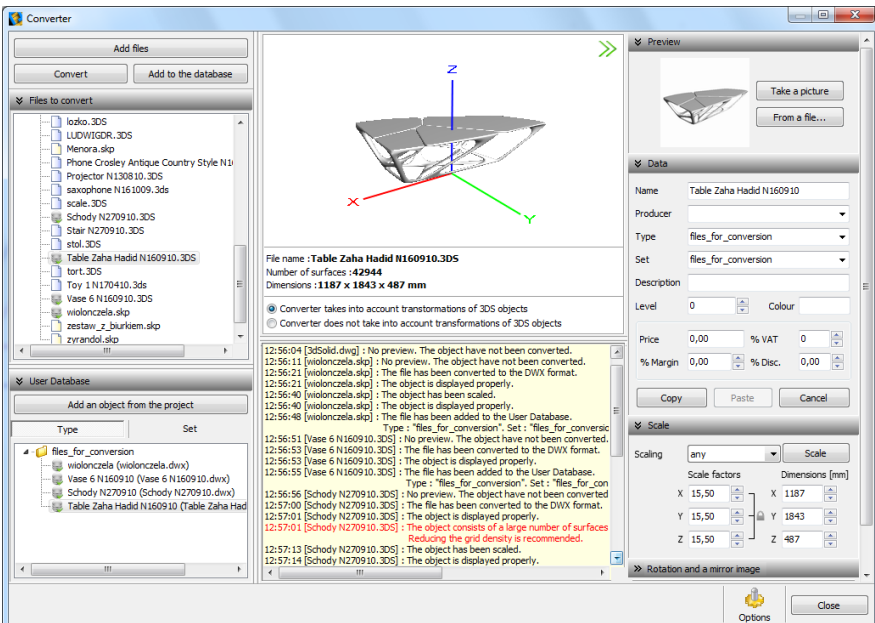 Converter
Add files
Convert
Add to the database
Files to convert
lozko.3DS
LUDWIGDR.3DS
Menora.skp
Phone Crosley Antique Country Style N1
Projector N130810.3DS
saxophone N161009.3ds
scale.3DS
Schody N270910.3DS
Stair N270910.3DS
stol.3DS
Table Zaha Hadid N160910.3DS
tort.3DS
Toy 1 N170410.3ds
Vase 6 N160910.3DS
wiolonczela.skp
zestaw_z_biurkiem.skp
zyrandol.skp
User Database
Add an object from the project
Type
Set
files_for_conversion
wiolonczela (wiolonczela.dwx)
Vase 6 N160910 (Vase 6 N160910.dwx)
Schody N270910 (Schody N270910.dwx)
Table Zaha Hadid N160910 (Table Zaha Had
Z
X
Y
File name :Table Zaha Hadid N160910.3DS
Number of surfaces :42944
Dimensions :1187 x 1843 x 487 mm
Converter takes into account transtormations of 3DS objects
Converter does not take into account transformations of 3DS objects
12:56:04 [3dSolid.dwg] : No preview. The object have not been converted.
12:56:11 [wiolonczela.skp] : No preview. The object have not been converted.
12:56:21 [wiolonczela.skp] : The file has been converted to the DWX format.
12:56:21 [wiolonczela.skp] : The object is displayed properly.
12:56:40 [wiolonczela.skp] : The object has been scaled.
12:56:40 [wiolonczela.skp] : The object is displayed properly.
12:56:48 [wiolonczela.skp] : The file has been added to the User Database.
Type : "files_for_conversion". Set : "files_for_conversic
12:56:51 [Vase 6 N160910.3DS] : No preview. The object have not been converted.
12:56:53 [Vase 6 N160910.3DS] : The file has been converted to the DWX format.
12:56:53 [Vase 6 N160910.3DS] : The object is displayed properly.
12:56:55 [Vase 6 N160910.3DS] : The file has been added to the User Database.
Type : "files_for_conversion". Set : "files_for_con
12:56:56 [Schody N270910.3DS] : No preview. The object have not been converted
12:57:00 [Schody N270910.3DS] : The file has been converted to the DWX format.
12:57:01 [Schody N270910.3DS] : The object is displayed properly.
12:57:01 [Schody N270910.3DS] : The object consists of a large number of surfaces
Reducing the grid density is recommended.
12:57:13 [Schody N270910.3DS] : The object has been scaled.
12:57:14 [Schody N270910.3DS] : The object is displayed properly.
Preview
Take a picture
From a file...
Data
Name Table Zaha Hadid N160910
Producer
Type files_for_conversion
Set files_for_conversion
Description
Level 0 Colour
Price 0,00 % VAT 0
% Margin 0,00 % Disc. 0,00
Copy Paste Cancel
Scale
Scaling any Scale
Scale factors Dimensions [mm]
X 15,50 X 1187
Y 15,50 Y 1843
Z 15,50 Z 487
Rotation and a mirror image
Options
Close